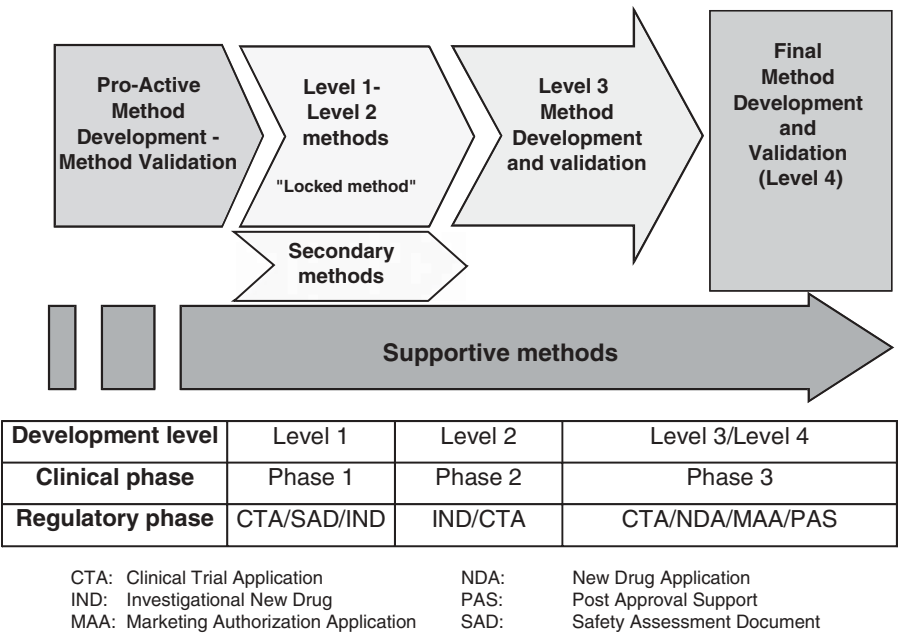 Pro-Active
Method
Development -
Method Validation
Level 1-
Level 2
methods
"Locked method"
Level 3
Method
Development
and validation
Final
Method
Development
and
Validation
(Level 4)
Secondary
methods
Supportive methods
Development level Level 1 Level 2 Level 3/Level 4
Clinical phase Phase 1 Phase 2 Phase 3
Regulatory phase CTA/SAD/IND IND/CTA CTA/NDA/MAA/PAS
CTA: Clinical Trial Application NDA: New Drug Application
IND: Investigational New Drug PAS: Post Approval Support
MAA: Marketing Authorization Application SAD: Safety Assessment Document